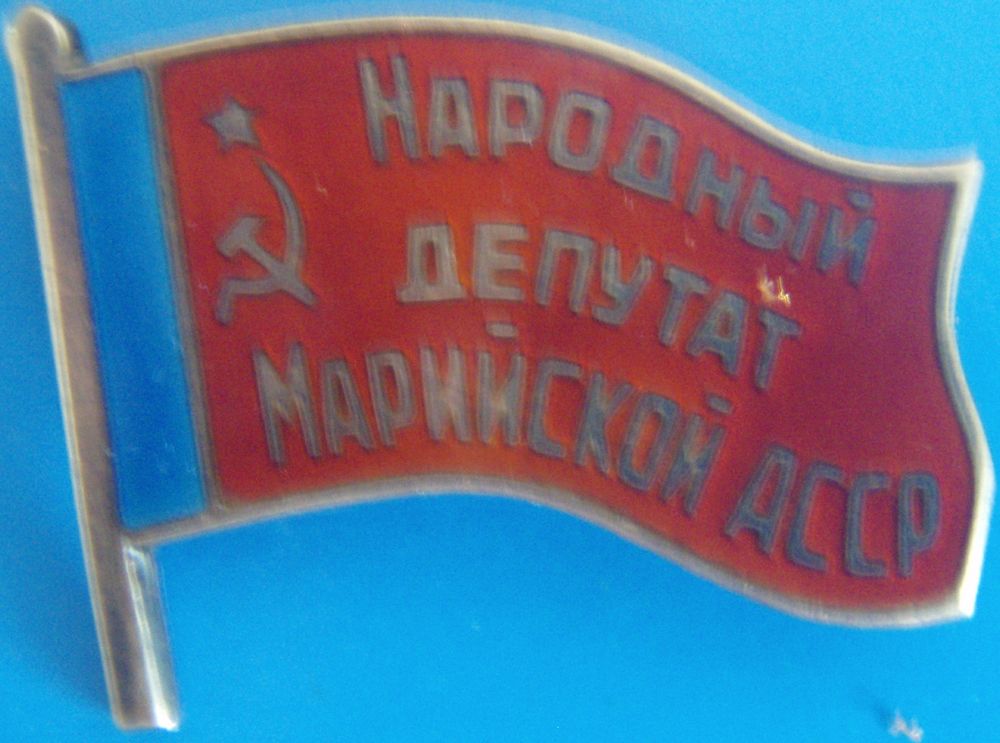 Народный
депутат
Марийской АССР